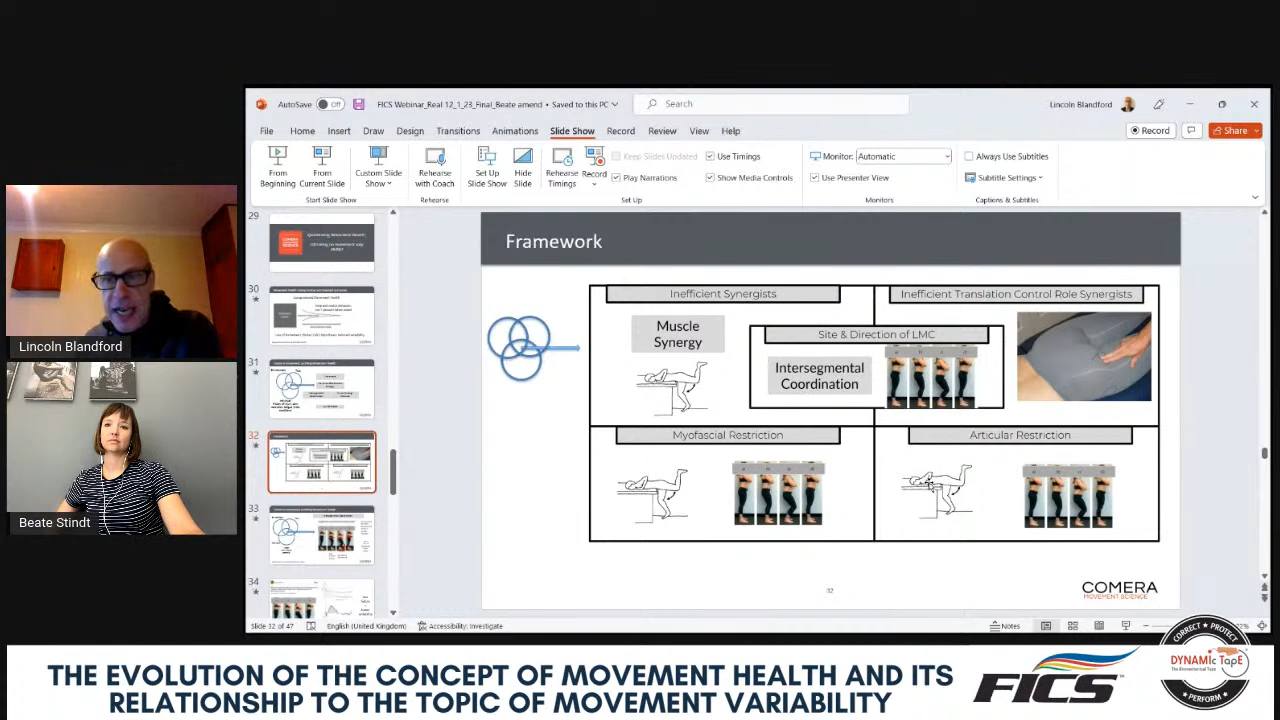 AutoSave
Off
FICS Webinar_Real 12_1_23_Final_Beate amend • Saved to this PC
Search
Lincoln Blandford
File
Home
Insert
Draw
Design
Transitions
Animations
Slide Show
Record
Review
View
Help
Record
Share
From Beginning
From Current Slide
Custom Slide Show
Start Slide Show
Rehearse with Coach
Rehearse
Set Up Slide Show
Hide Slide
Rehearse Timings
Record
Keep Slides Updated
Play Narrations
Use Timings
Show Media Controls
Set Up
Monitor:
Automatic
Use Presenter View
Monitors
Always Use Subtitles
Subtitle Settings
Captions & Subtitles
29
30
31
32
33
34
Framework
Inefficient Synergists
Muscle
Synergy
Inefficient Translation Control Role Synergists
Site & Direction of LMC
Intersegmental
Coordination
Myofascial Restriction
Articular Restriction
32
COMERA
MOVEMENT SCIENCE
Slide 32 of 47
English (United Kingdom)
Accessibility: Investigate
Notes
Lincoln Blandford
Beate
THE EVOLUTION OF THE CONCEPT OF MOVEMENT HEALTH AND ITS
RELATIONSHIP TO THE TOPIC OF MOVEMENT VARIABILITY
FICS
CORRECT • PROTECT
DYNAMIC TAPE
The Biomechanical Tape
PERFORM